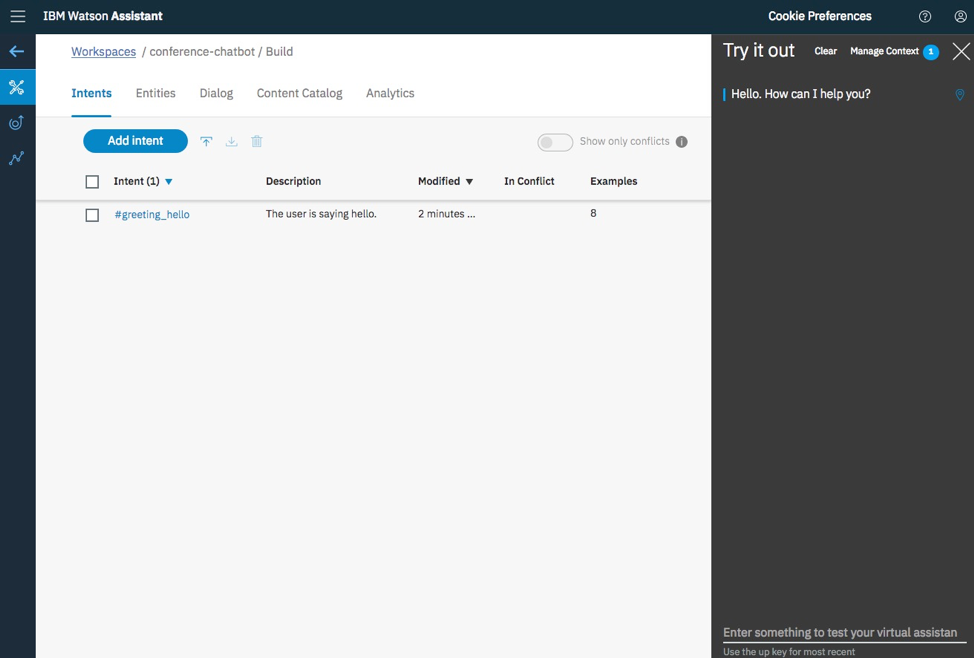 IBM Watson Assistant
Cookie Preferences
Workspaces / conference-chatbot / Build
Intents Entities Dialog Content Catalog Analytics
Add intent
Show only conflicts
Intent (1) ▼ Description Modified ▼ In Conflict Examples
#greeting_hello The user is saying hello. 2 minutes ... 8
Try it out Clear Manage Context 1
Hello. How can I help you?
Enter something to test your virtual assistan
Use the up key for most recent